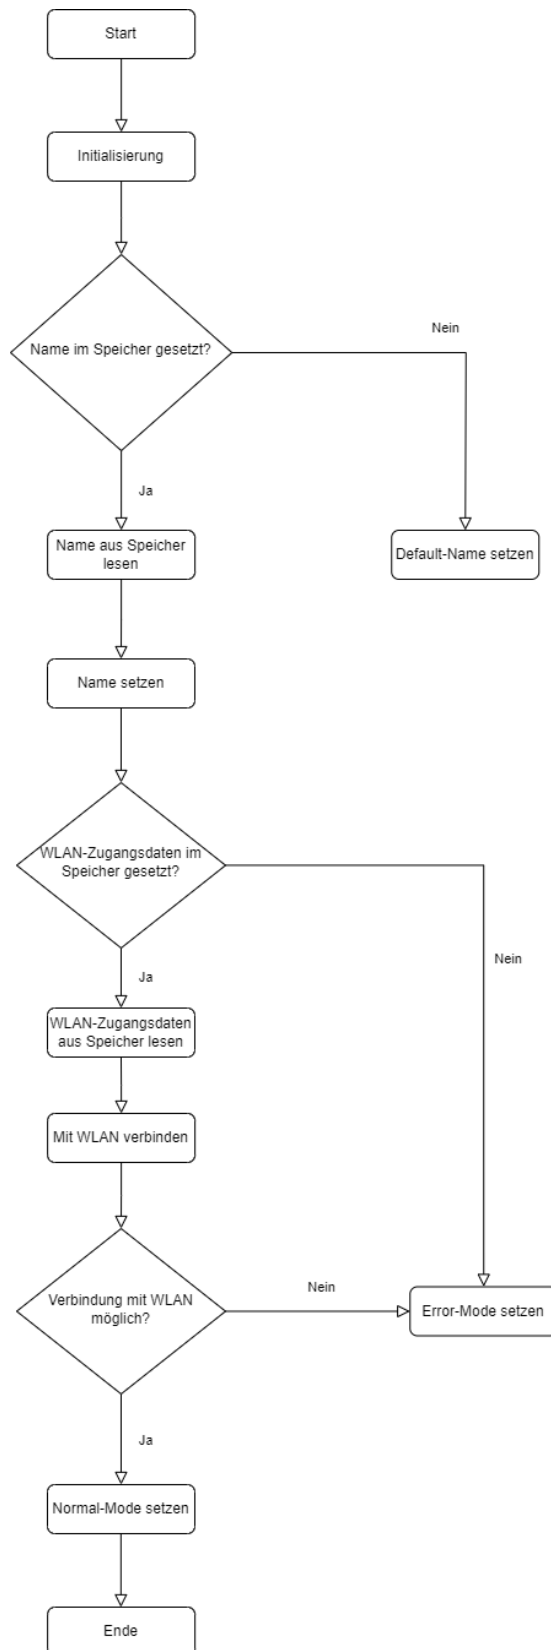 Start
Initialisierung
Nein
Name im Speicher gesetzt?
Ja
Name aus Speicher
lesen
Default-Name setzen
Name setzen
WLAN-Zugangsdaten im
Speicher gesetzt?
Nein
Ja
WLAN-Zugangsdaten
aus Speicher lesen
Mit WLAN verbinden
Nein
Verbindung mit WLAN
möglich?
Error-Mode setzen
Ja
Normal-Mode setzen
Ende